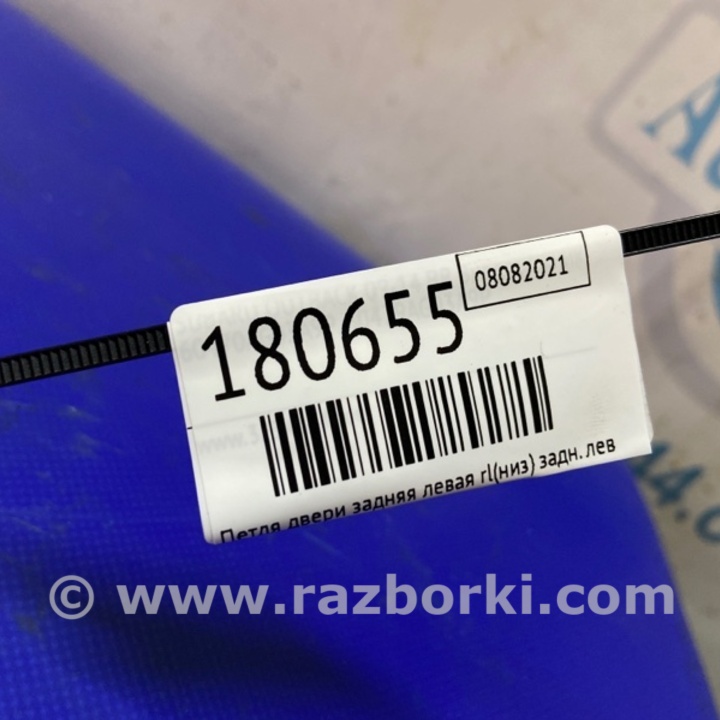 08082021
180655
Петля двери задняя левая rl(низ) задн.лев
© www.razborki.com